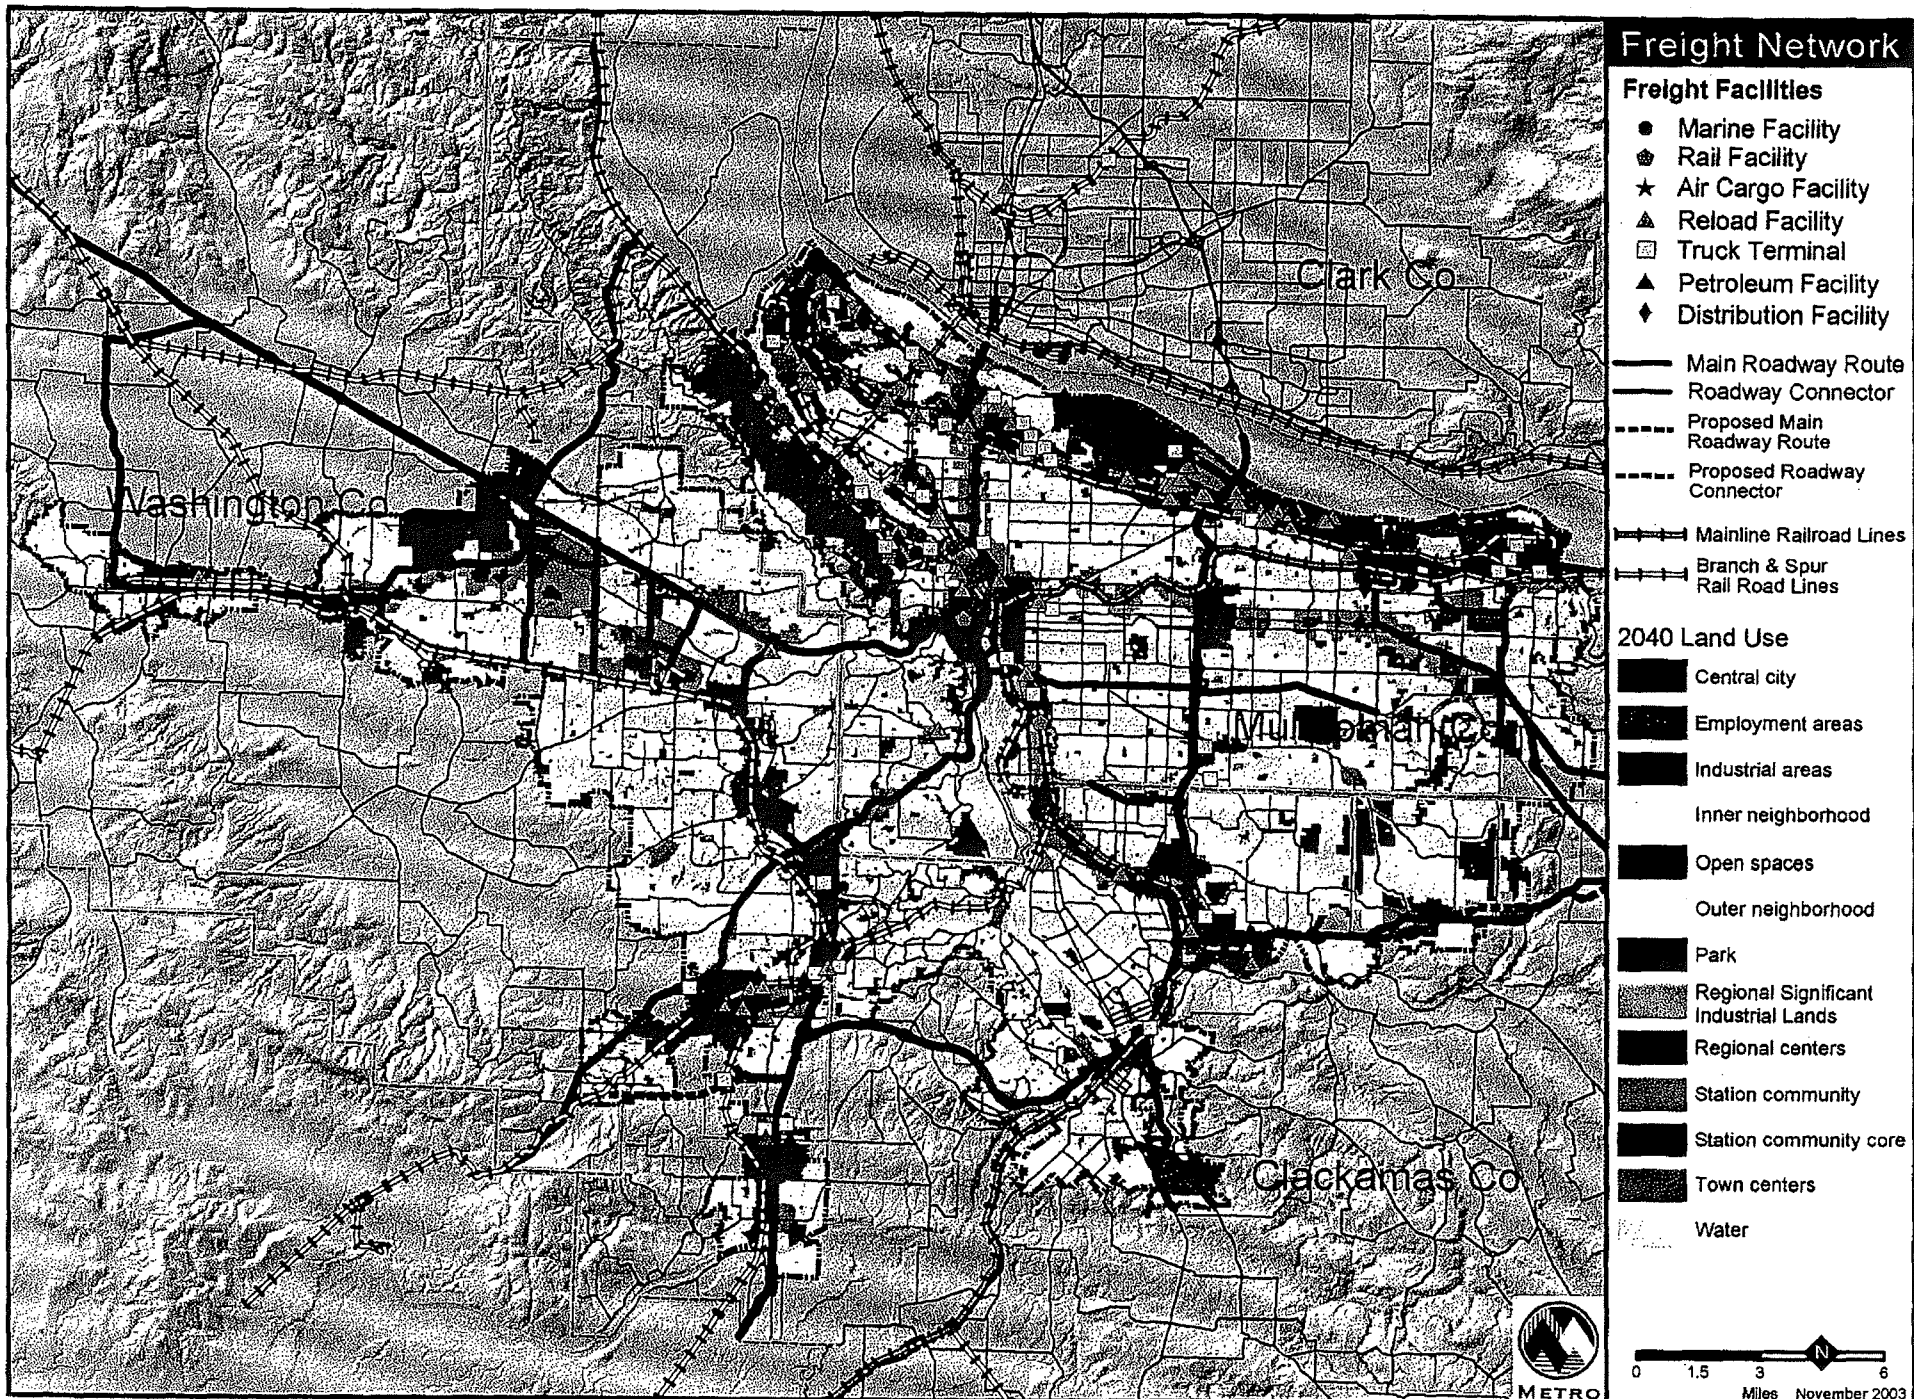 Freight Network
Freight Facilities
Marine Facility
Rail Facility
Air Cargo Facility
Reload Facility
Truck Terminal
Petroleum Facility
Distribution Facility
Main Roadway Route
Roadway Connector
Proposed Main
Roadway Route
Proposed Roadway
Connector
Mainline Railroad Lines
Branch & Spur
Rail Road Lines
2040 Land Use
Central city
Employment areas
Industrial areas
Inner neighborhood
Open spaces
Outer neighborhood
Park
Regional Significant
Industrial Lands
Regional centers
Station community
Station community core
Town centers
Water
N
0 1.5 3 6
Miles November 2003
METRO
Clark Co
Washington Co
Multnomah Co
Clackamas Co